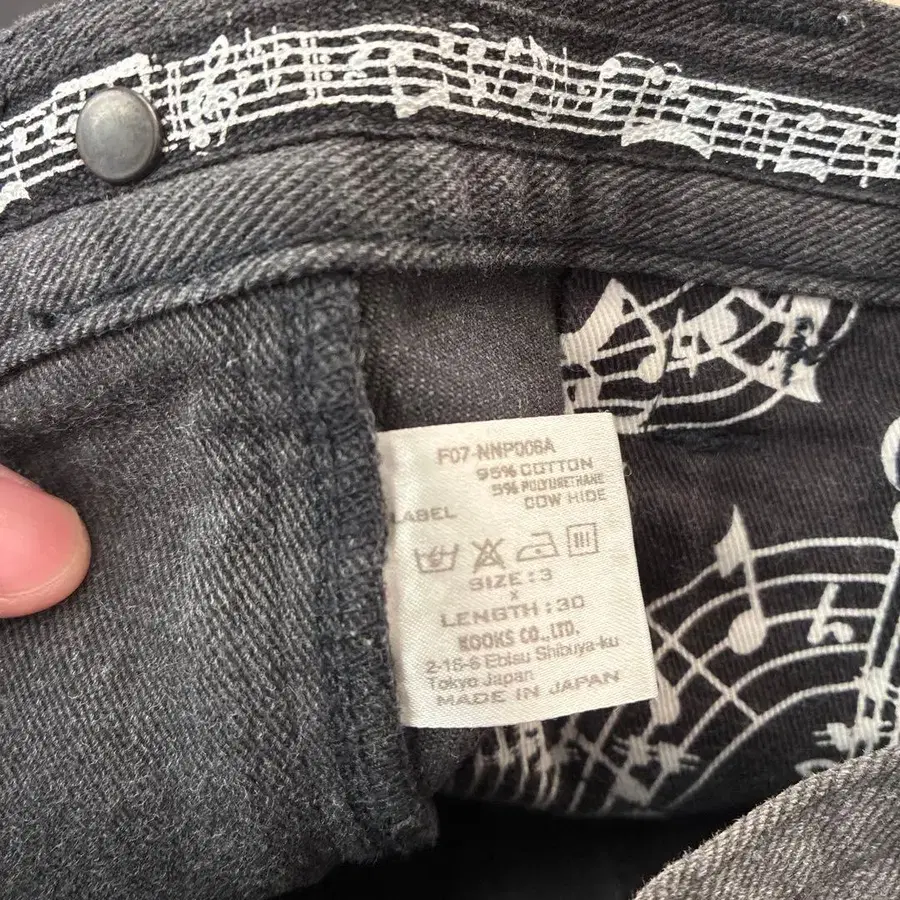 F07-NNP006A
95% COTTON
5% POLYURETHANE
COW HIDE
LABEL
SIZE : 3
x
LENGTH : 30
KOOKS CO.,LTD.
2-16-6 Ebisu Shibuya-ku
Tokyo Japan
MADE IN JAPAN